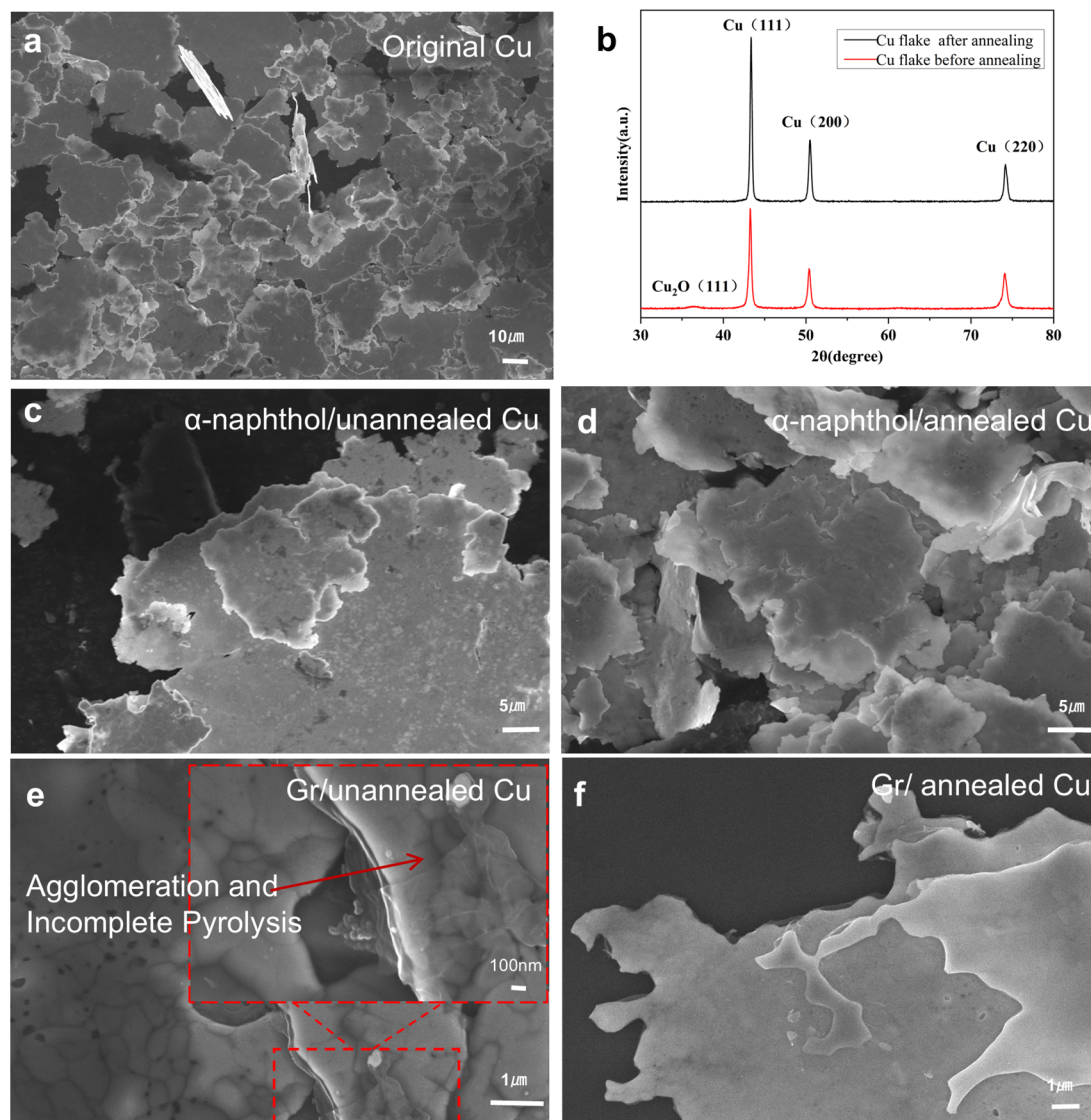 a
Original Cu
10μm
b
Cu (111)
Cu flake after annealing
Cu flake before annealing
Cu (200)
Cu (220)
Intensity(a.u.)
Cu₂O (111)
30 40 50 60 70 80
2θ(degree)
c
α-naphthol/unannealed Cu
5μm
d
α-naphthol/annealed Cu
5μm
e
Gr/unannealed Cu
Agglomeration and
Incomplete Pyrolysis
100nm
1μm
f
Gr/ annealed Cu
1μm